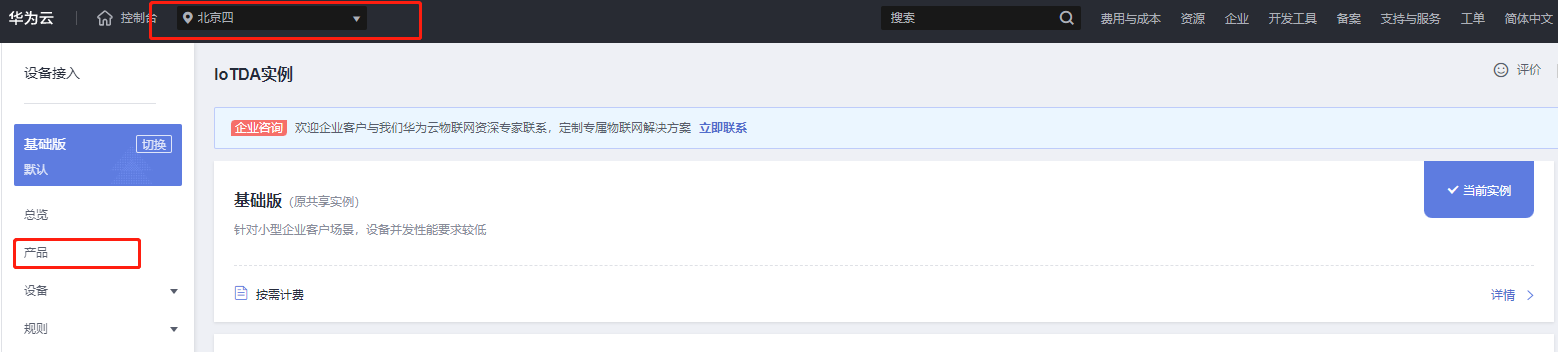 华为云 控制台 北京四 搜索 费用与成本 资源 企业 开发工具 备案 支持与服务 工单 简体中文
设备接入
基础版 切换
默认
总览
产品
设备
规则
IoTDA实例 评价
企业咨询 欢迎企业客户与我们华为云物联网资深专家联系，定制专属物联网解决方案 立即联系
基础版（原共享实例） 当前实例
针对小型企业客户场景，设备并发性能要求较低
按需计费 详情